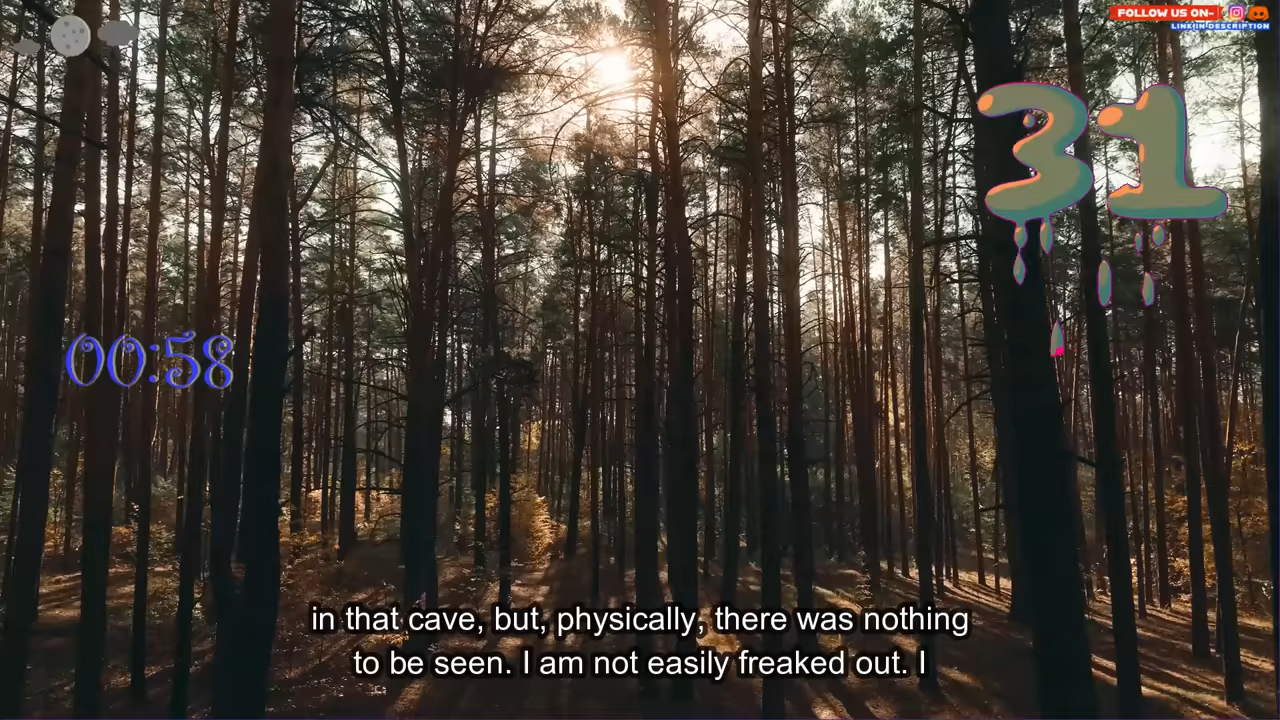 FOLLOW US ON-
LINK IN DESCRIPTION
31
00:58
in that cave, but, physically, there was nothing
to be seen. I am not easily freaked out. I